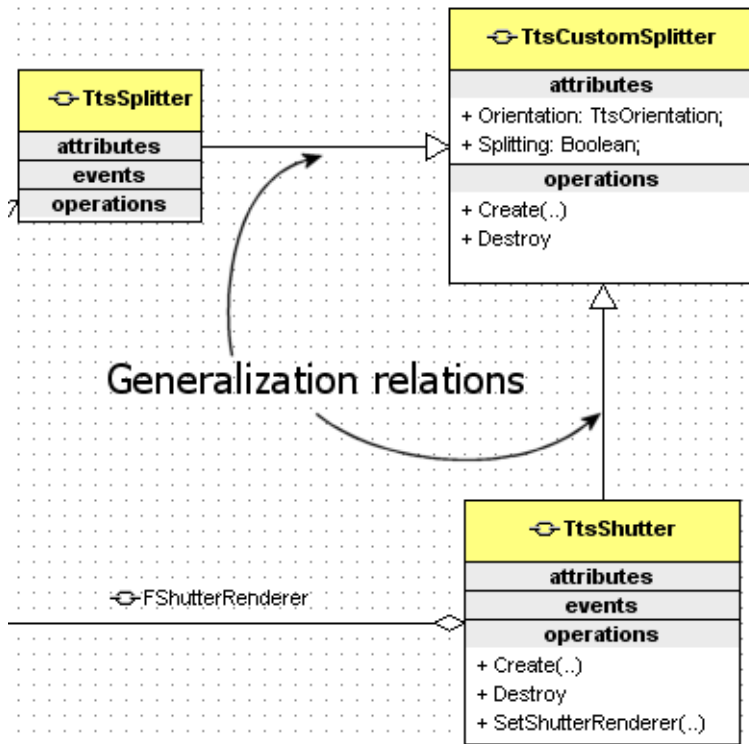 TtsCustomSplitter
attributes
+ Orientation: TtsOrientation;
+ Splitting: Boolean;
operations
+ Create(..)
+ Destroy
TtsSplitter
attributes
events
operations
Generalization relations
FShutterRenderer
TtsShutter
attributes
events
operations
+ Create(..)
+ Destroy
+ SetShutterRenderer(..)